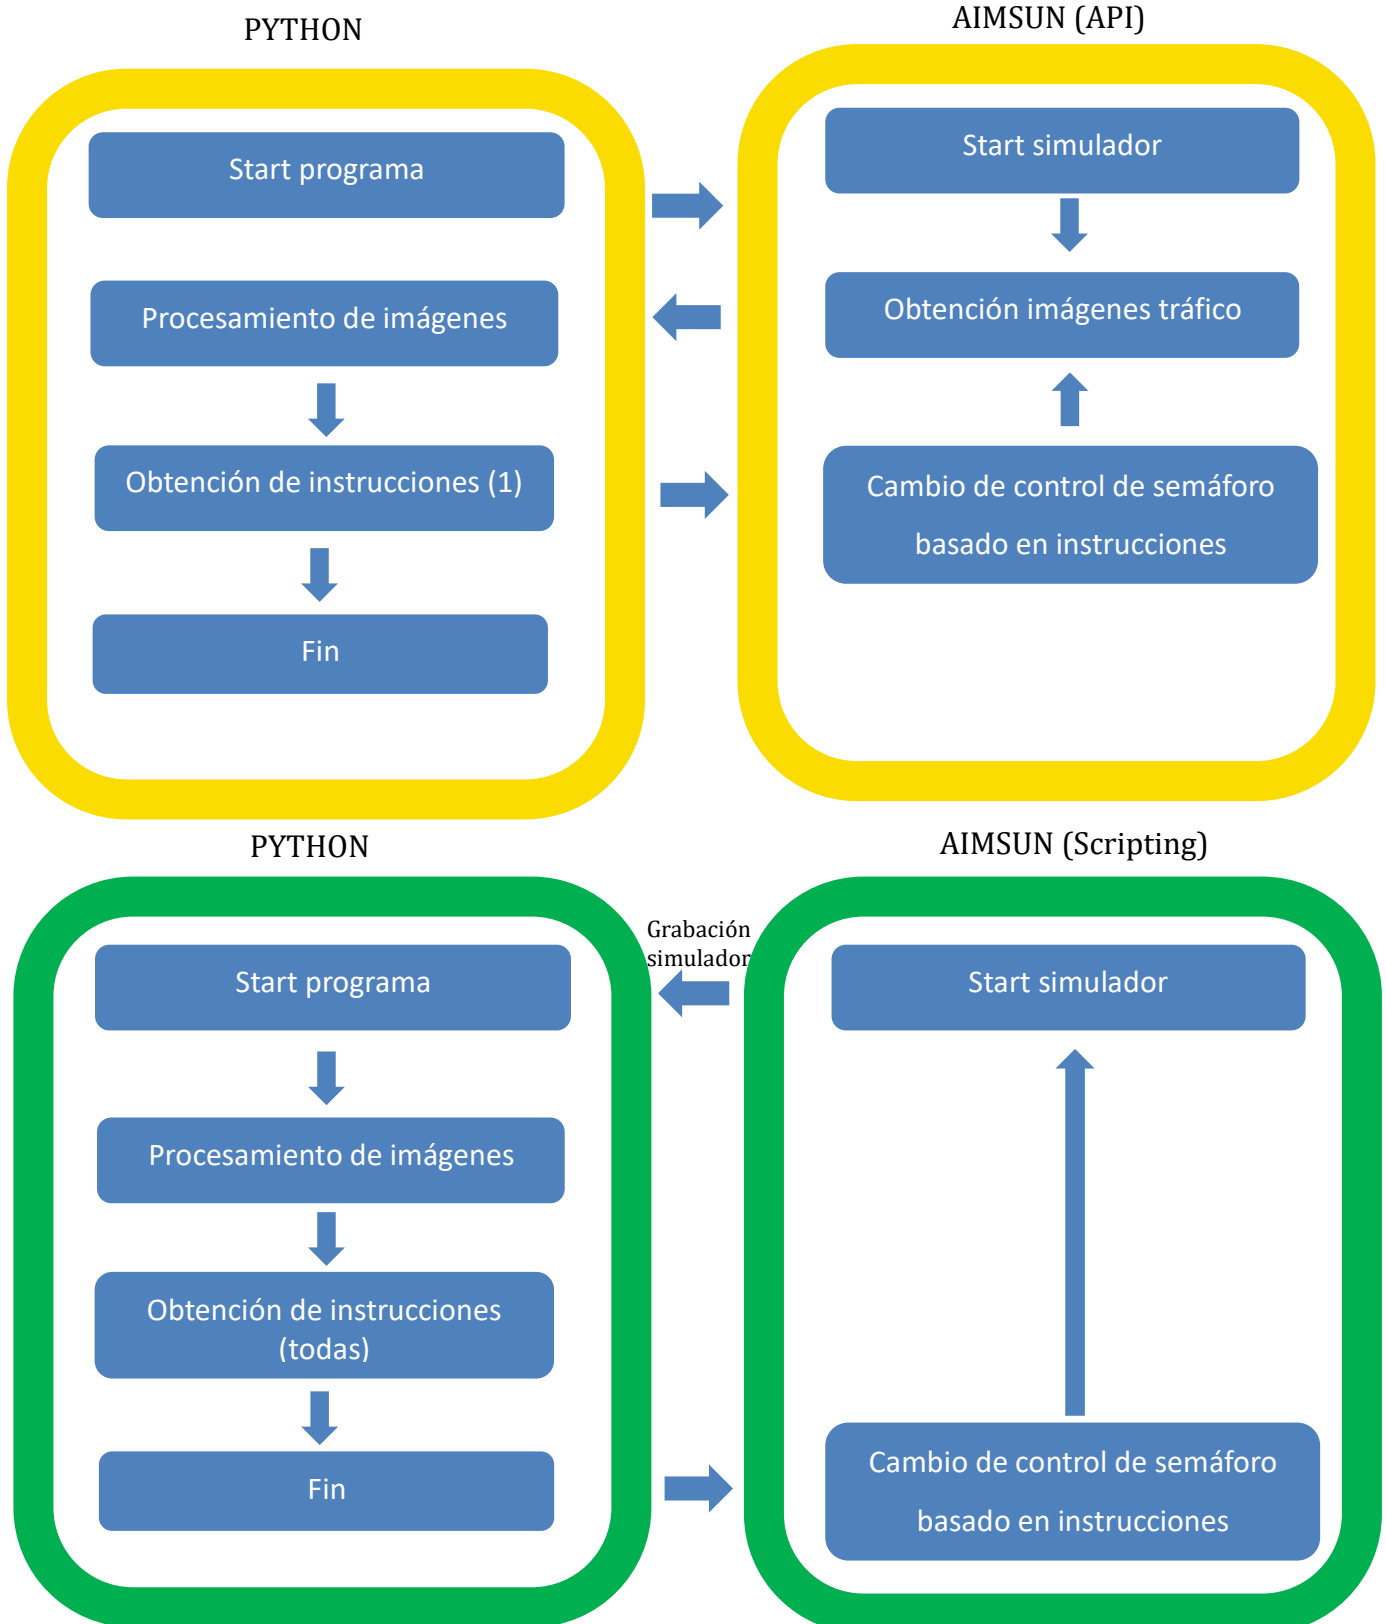 PYTHON
AIMSUN (API)
Start programa
Start simulador
Procesamiento de imágenes
Obtención imágenes tráfico
Obtención de instrucciones (1)
Cambio de control de semáforo
basado en instrucciones
Fin
PYTHON
AIMSUN (Scripting)
Grabación
simulador
Start programa
Start simulador
Procesamiento de imágenes
Obtención de instrucciones
(todas)
Fin
Cambio de control de semáforo
basado en instrucciones